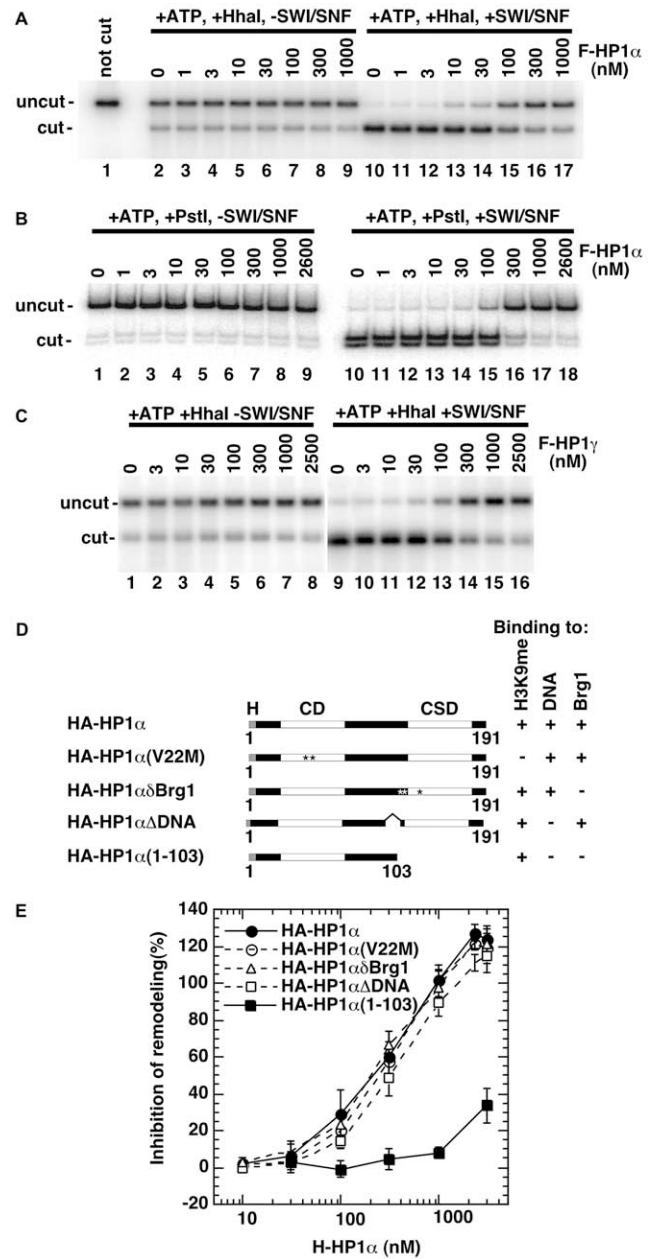 A
not cut
+ATP, +HhaI, -SWI/SNF
+ATP, +HhaI, +SWI/SNF
0 1 3 10 30 100 300 1000
0 1 3 10 30 100 300 1000
F-HP1α
(nM)
uncut -
cut -
1 2 3 4 5 6 7 8 9 10 11 12 13 14 15 16 17
B
+ATP, +PstI, -SWI/SNF
+ATP, +PstI, +SWI/SNF
0 1 3 10 30 100 300 1000 2600
0 1 3 10 30 100 300 1000 2600
F-HP1α
(nM)
uncut -
cut -
1 2 3 4 5 6 7 8 9 10 11 12 13 14 15 16 17 18
C
+ATP +HhaI -SWI/SNF
+ATP +HhaI +SWI/SNF
0 3 10 30 100 300 1000 2500
0 3 10 30 100 300 1000 2500
F-HP1γ
(nM)
uncut -
cut -
1 2 3 4 5 6 7 8 9 10 11 12 13 14 15 16
D
Binding to:
H3K9me DNA Brg1
H CD CSD
HA-HP1α + + +
1 191
HA-HP1α(V22M) ** - + +
1 191
HA-HP1αδBrg1 ** * + + -
1 191
HA-HP1αΔDNA + - +
1 191
HA-HP1α(1-103) + - -
1 103
E
Inhibition of remodeling(%)
140
120
100
80
60
40
20
0
-20
HA-HP1α
HA-HP1α(V22M)
HA-HP1αδBrg1
HA-HP1αΔDNA
HA-HP1α(1-103)
10 100 1000
H-HP1α (nM)